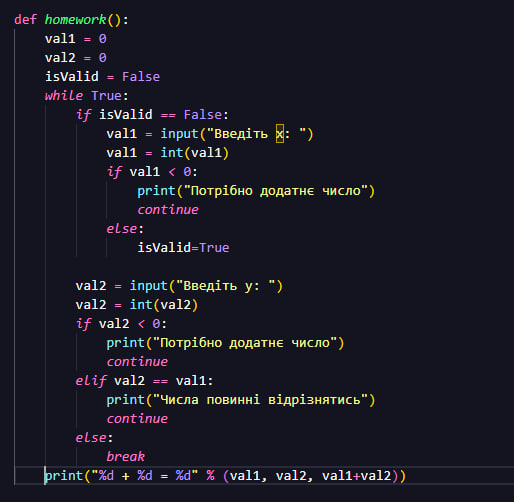 def homework():
    val1 = 0
    val2 = 0
    isValid = False
    while True:
        if isValid == False:
            val1 = input("Введіть х: ")
            val1 = int(val1)
            if val1 < 0:
                print("Потрібно додатнє число")
                continue
            else:
                isValid=True

        val2 = input("Введіть y: ")
        val2 = int(val2)
        if val2 < 0:
            print("Потрібно додатнє число")
            continue
        elif val2 == val1:
            print("Числа повинні відрізнятись")
            continue
        else:
            break
    print("%d + %d = %d" % (val1, val2, val1+val2))